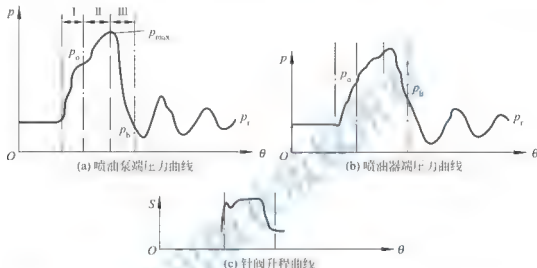 p
I
II
III
p_max
p_o
p_b
p_r
O
θ
(a) 喷油泵端压力曲线
p
p_o
p_b
p_r
O
θ
(b) 喷油器端压力曲线
S
O
θ
(c) 针阀升程曲线